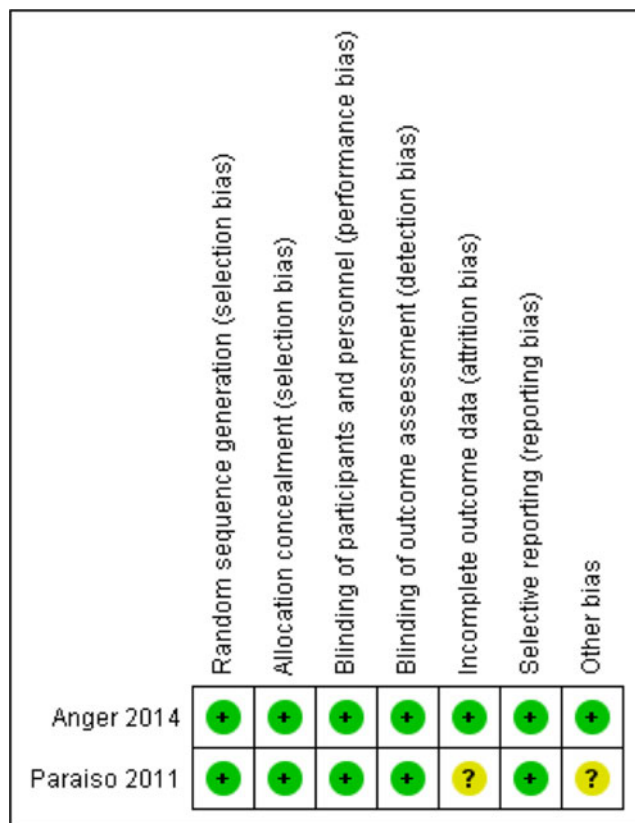 Random sequence generation (selection bias)
Allocation concealment (selection bias)
Blinding of participants and personnel (performance bias)
Blinding of outcome assessment (detection bias)
Incomplete outcome data (attrition bias)
Selective reporting (reporting bias)
Other bias
Anger 2014 + + + + + + +
Paraiso 2011 + + + + ? + ?